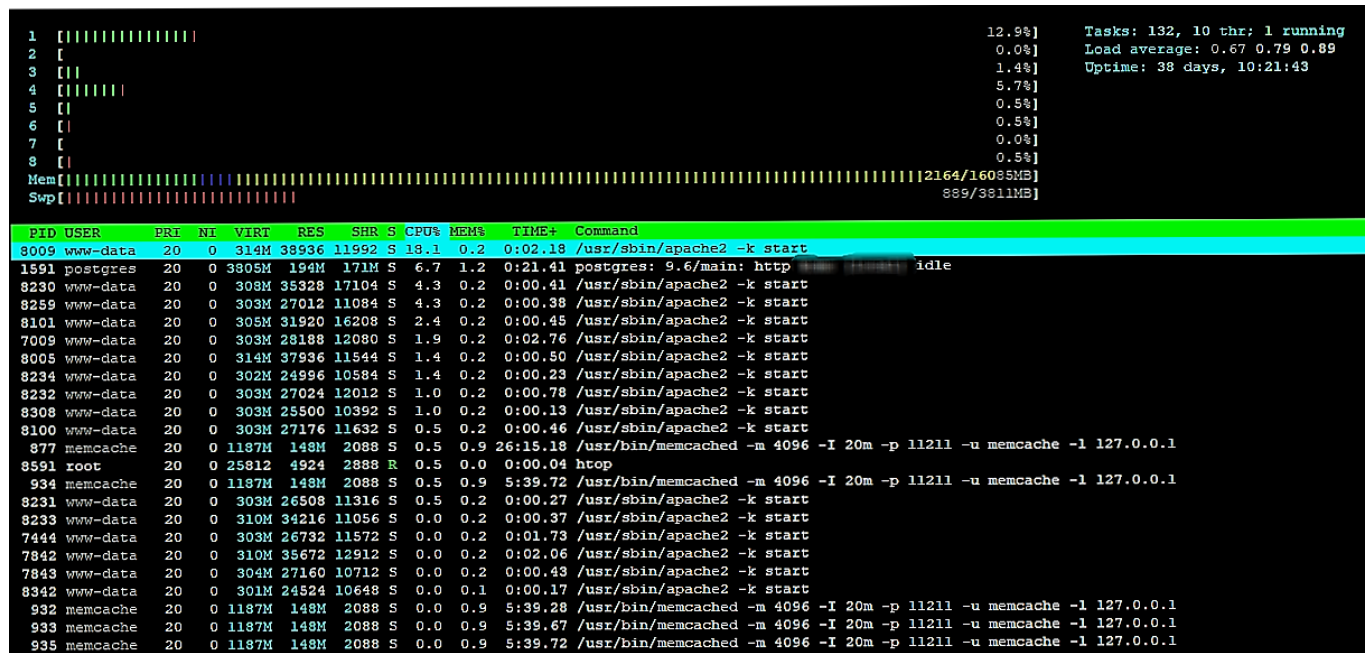 1 [||||||||||||||| 12.9%] Tasks: 132, 10 thr; 1 running
2 [ 0.0%] Load average: 0.67 0.79 0.89
3 [|| 1.4%] Uptime: 38 days, 10:21:43
4 [||||||| 5.7%]
5 [| 0.5%]
6 [| 0.5%]
7 [ 0.0%]
8 [| 0.5%]
Mem[||||||||||||||||||||||||||||||||||||||||||||||||||||||||||||||||||||||||||||||||||||||||||||||||||||2164/16085MB]
Swp[||||||||||||||||||||||||||| 889/3811MB]
PID USER PRI NI VIRT RES SHR S CPU% MEM% TIME+ Command
8009 www-data 20 0 314M 38936 11992 S 18.1 0.2 0:02.18 /usr/sbin/apache2 -k start
1591 postgres 20 0 3805M 194M 171M S 6.7 1.2 0:21.41 postgres: 9.6/main: http idle
8230 www-data 20 0 308M 35328 17104 S 4.3 0.2 0:00.41 /usr/sbin/apache2 -k start
8259 www-data 20 0 303M 27012 11084 S 4.3 0.2 0:00.38 /usr/sbin/apache2 -k start
8101 www-data 20 0 305M 31920 16208 S 2.4 0.2 0:00.45 /usr/sbin/apache2 -k start
7009 www-data 20 0 303M 28188 12080 S 1.9 0.2 0:02.76 /usr/sbin/apache2 -k start
8005 www-data 20 0 314M 37936 11544 S 1.4 0.2 0:00.50 /usr/sbin/apache2 -k start
8234 www-data 20 0 302M 24996 10584 S 1.4 0.2 0:00.23 /usr/sbin/apache2 -k start
8232 www-data 20 0 303M 27024 12012 S 1.0 0.2 0:00.78 /usr/sbin/apache2 -k start
8308 www-data 20 0 303M 25500 10392 S 1.0 0.2 0:00.13 /usr/sbin/apache2 -k start
8100 www-data 20 0 303M 27176 11632 S 0.5 0.2 0:00.46 /usr/sbin/apache2 -k start
877 memcache 20 0 1187M 148M 2088 S 0.5 0.9 26:15.18 /usr/bin/memcached -m 4096 -I 20m -p 11211 -u memcache -l 127.0.0.1
8591 root 20 0 25812 4924 2888 R 0.5 0.0 0:00.04 htop
934 memcache 20 0 1187M 148M 2088 S 0.5 0.9 5:39.72 /usr/bin/memcached -m 4096 -I 20m -p 11211 -u memcache -l 127.0.0.1
8231 www-data 20 0 303M 26508 11316 S 0.5 0.2 0:00.27 /usr/sbin/apache2 -k start
8233 www-data 20 0 310M 34216 11056 S 0.0 0.2 0:00.37 /usr/sbin/apache2 -k start
7444 www-data 20 0 303M 26732 11572 S 0.0 0.2 0:01.73 /usr/sbin/apache2 -k start
7842 www-data 20 0 310M 35672 12912 S 0.0 0.2 0:02.06 /usr/sbin/apache2 -k start
7843 www-data 20 0 304M 27160 10712 S 0.0 0.2 0:00.43 /usr/sbin/apache2 -k start
8342 www-data 20 0 301M 24524 10648 S 0.0 0.1 0:00.17 /usr/sbin/apache2 -k start
932 memcache 20 0 1187M 148M 2088 S 0.0 0.9 5:39.28 /usr/bin/memcached -m 4096 -I 20m -p 11211 -u memcache -l 127.0.0.1
933 memcache 20 0 1187M 148M 2088 S 0.0 0.9 5:39.67 /usr/bin/memcached -m 4096 -I 20m -p 11211 -u memcache -l 127.0.0.1
935 memcache 20 0 1187M 148M 2088 S 0.0 0.9 5:39.72 /usr/bin/memcached -m 4096 -I 20m -p 11211 -u memcache -l 127.0.0.1